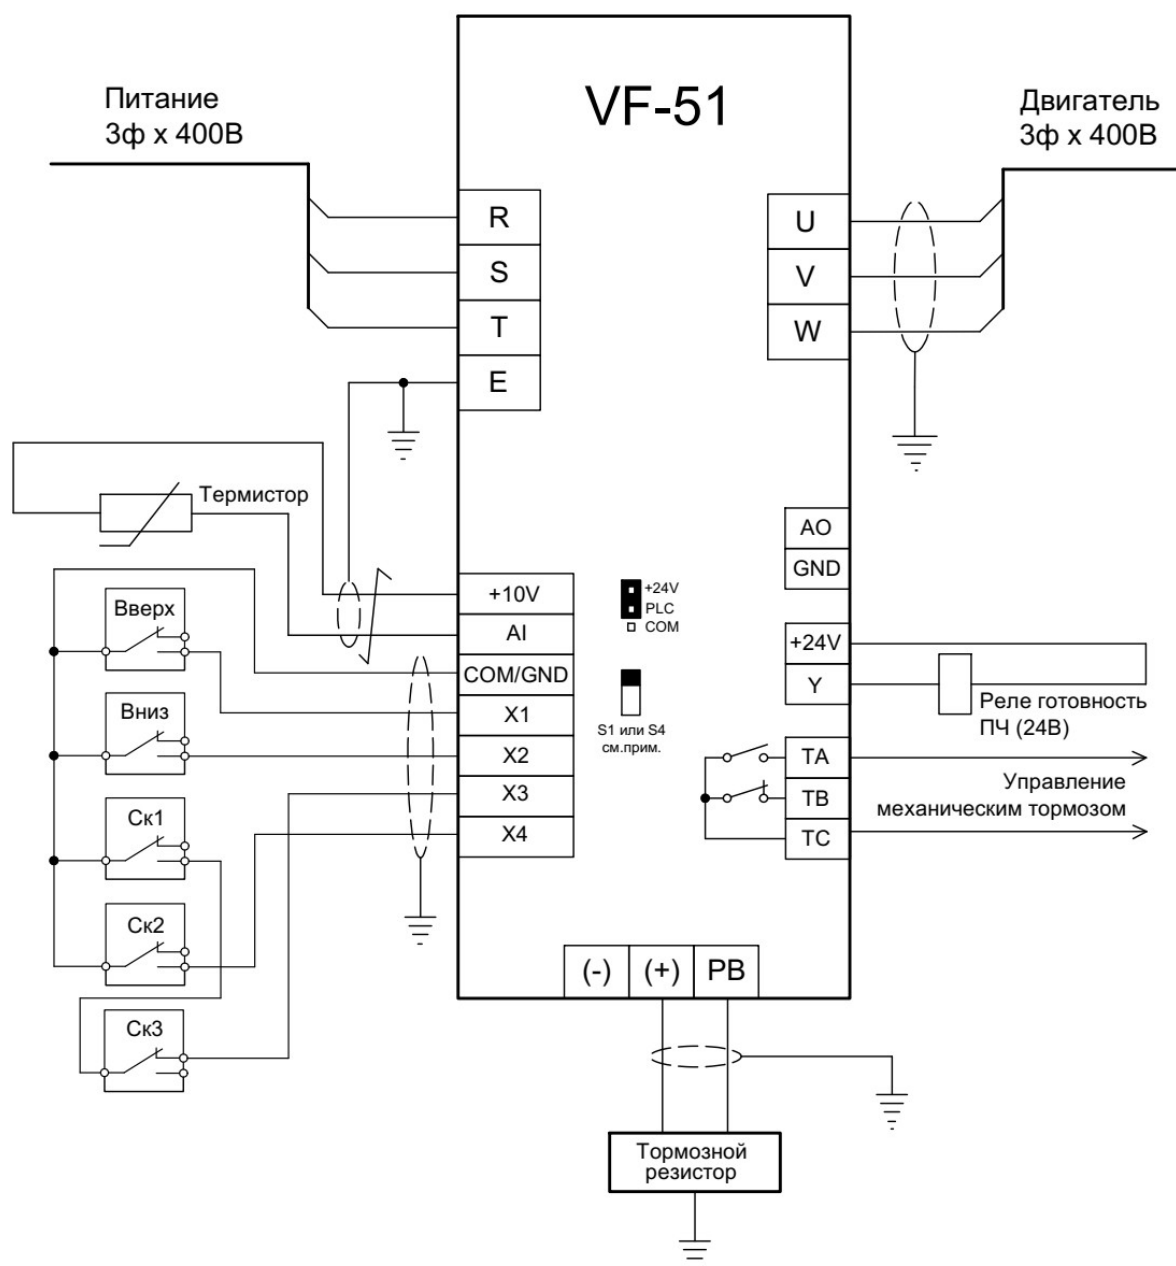 VF-51
Питание
3ф х 400В
Двигатель
3ф х 400В
R
S
T
E
U
V
W
Термистор
AO
GND
+10V
AI
COM/GND
X1
X2
X3
X4
+24V
PLC
COM
S1 или S4
см.прим.
+24V
Y
Реле готовность
ПЧ (24В)
TA
TB
TC
Управление
механическим тормозом
Вверх
Вниз
Ск1
Ск2
Ск3
(-)
(+)
PB
Тормозной
резистор